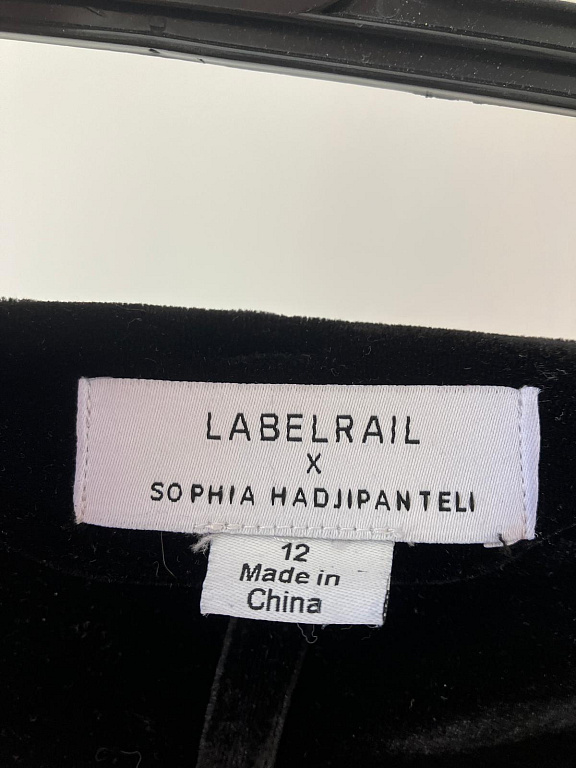 LABELRAIL
X
SOPHIA HADJIPANTELI
12
Made in
China